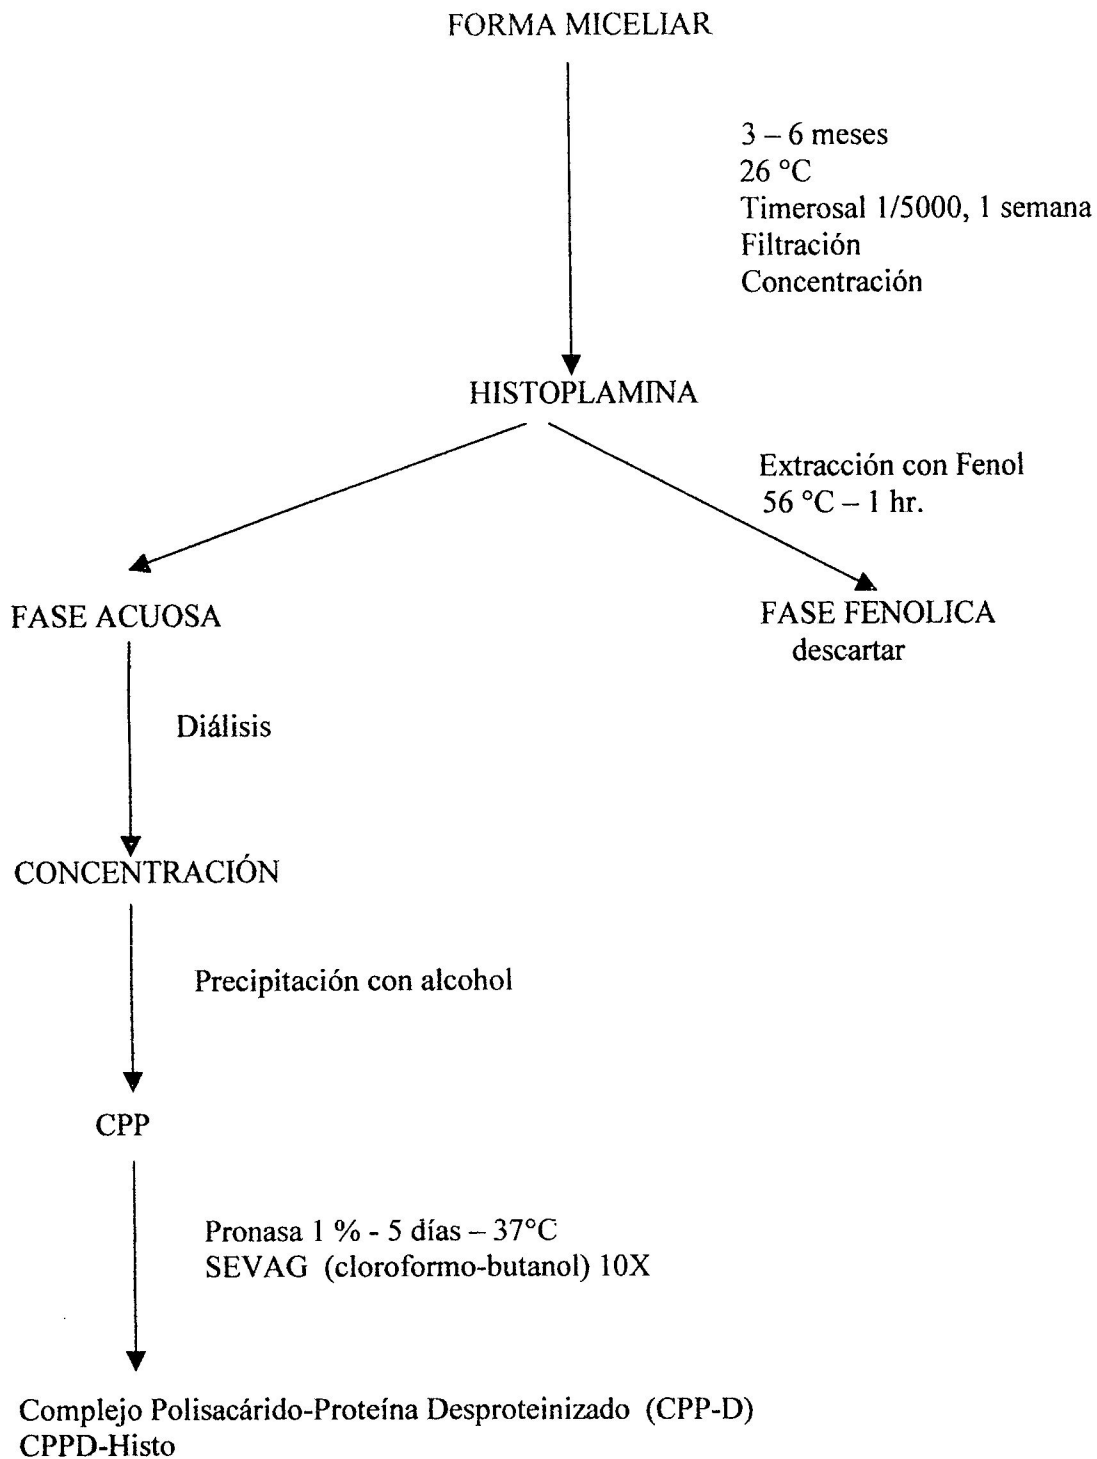 FORMA MICELIAR
3 – 6 meses
26 °C
Timerosal 1/5000, 1 semana
Filtración
Concentración
HISTOPLAMINA
Extracción con Fenol
56 °C – 1 hr.
FASE ACUOSA
FASE FENOLICA
descartar
Diálisis
CONCENTRACIÓN
Precipitación con alcohol
CPP
Pronasa 1 % - 5 días – 37°C
SEVAG (cloroformo-butanol) 10X
Complejo Polisacárido-Proteína Desproteinizado (CPP-D)
CPPD-Histo